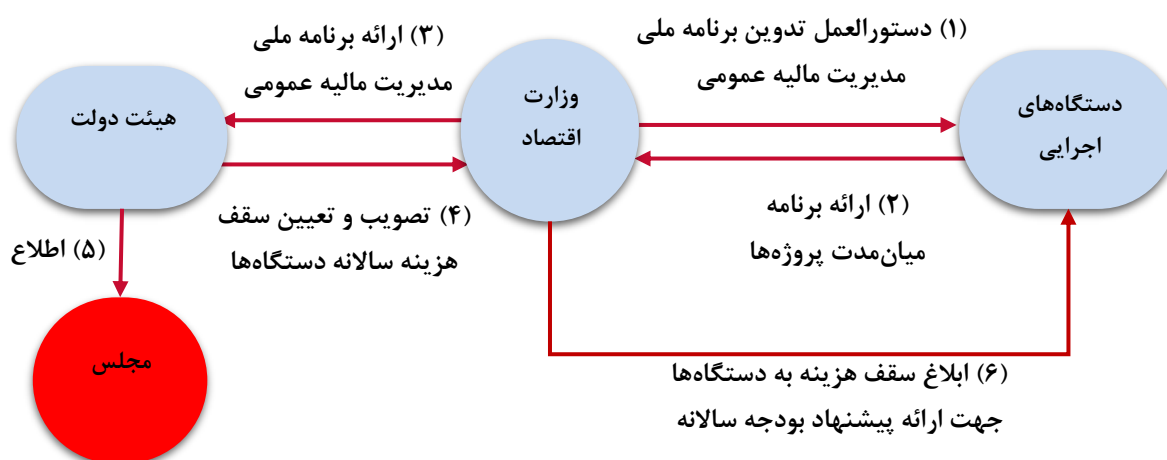 (۱) دستورالعمل تدوین برنامه ملی
مدیریت مالیه عمومی
(۳) ارائه برنامه ملی
مدیریت مالیه عمومی
دستگاه‌های
اجرایی
وزارت
اقتصاد
هیئت دولت
(۲) ارائه برنامه
میان‌مدت پروژه‌ها
(۴) تصویب و تعیین سقف
هزینه سالانه دستگاه‌ها
(۵) اطلاع
مجلس
(۶) ابلاغ سقف هزینه به دستگاه‌ها
جهت ارائه پیشنهاد بودجه سالانه